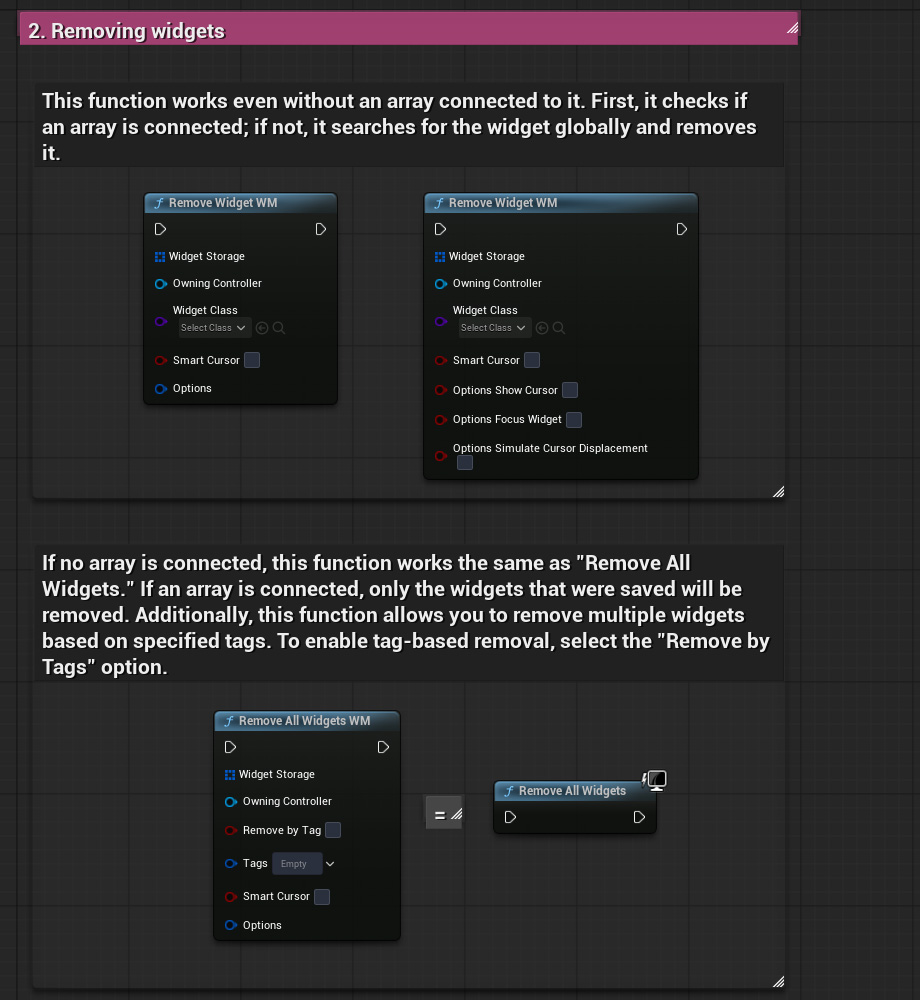 2. Removing widgets
This function works even without an array connected to it. First, it checks if
an array is connected; if not, it searches for the widget globally and removes
it.
Remove Widget WM
Widget Storage
Owning Controller
Widget Class
Select Class
Smart Cursor
Options
Remove Widget WM
Widget Storage
Owning Controller
Widget Class
Select Class
Smart Cursor
Options Show Cursor
Options Focus Widget
Options Simulate Cursor Displacement
If no array is connected, this function works the same as "Remove All
Widgets." If an array is connected, only the widgets that were saved will be
removed. Additionally, this function allows you to remove multiple widgets
based on specified tags. To enable tag-based removal, select the "Remove by
Tags" option.
Remove All Widgets WM
Widget Storage
Owning Controller
Remove by Tag
Tags Empty
Smart Cursor
Options
=
Remove All Widgets